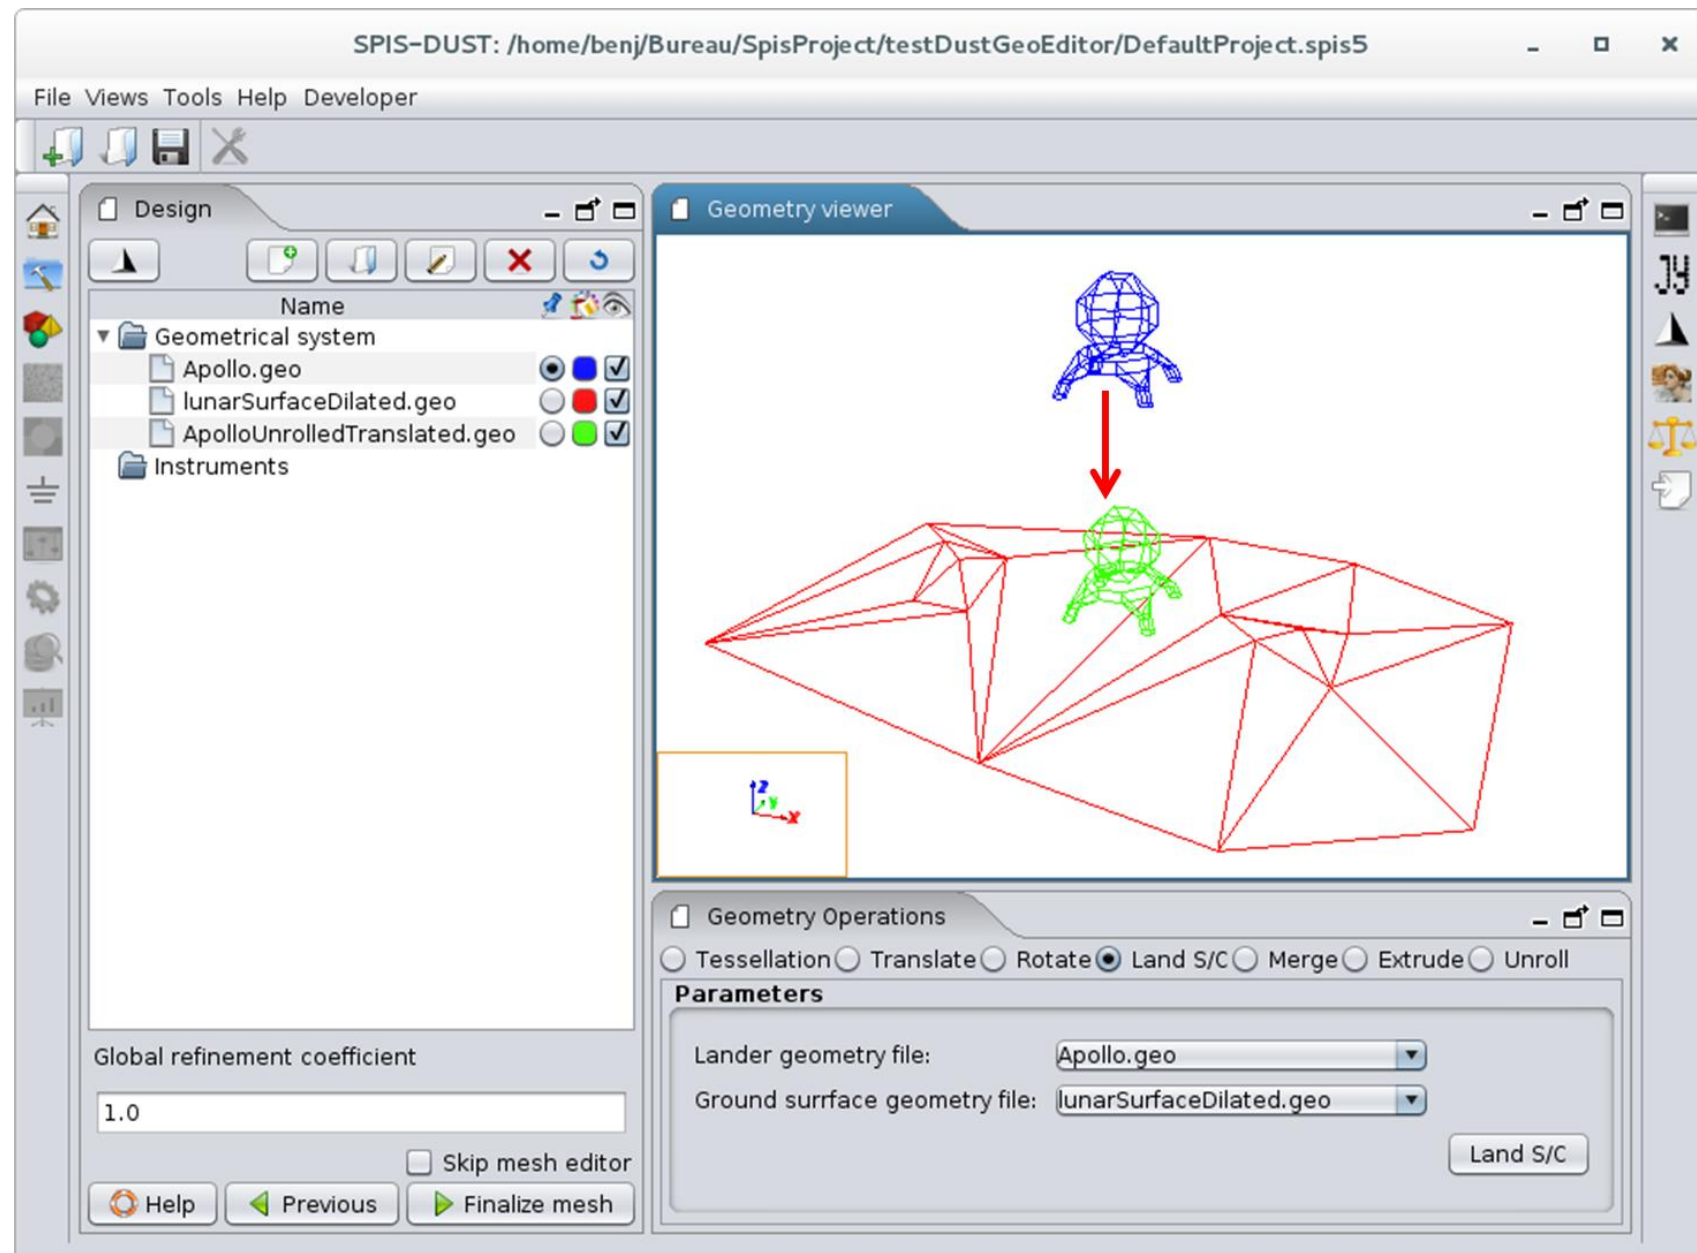 SPIS-DUST: /home/benj/Bureau/SpisProject/testDustGeoEditor/DefaultProject.spis5
File Views Tools Help Developer
Design
Geometry viewer
Name
Geometrical system
Apollo.geo
lunarSurfaceDilated.geo
ApolloUnrolledTranslated.geo
Instruments
JY
Z
Y
X
Geometry Operations
Tessellation Translate Rotate Land S/C Merge Extrude Unroll
Parameters
Lander geometry file: Apollo.geo
Ground surrface geometry file: lunarSurfaceDilated.geo
Land S/C
Global refinement coefficient
1.0
Skip mesh editor
Help Previous Finalize mesh